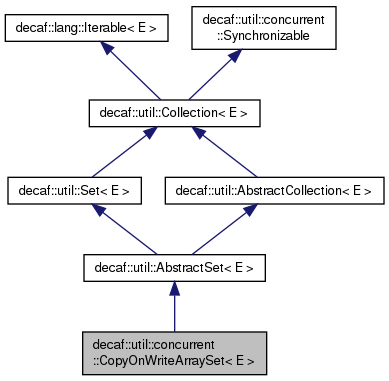 decaf::lang::Iterable< E >
decaf::util::concurrent
::Synchronizable
decaf::util::Collection< E >
decaf::util::Set< E >
decaf::util::AbstractCollection< E >
decaf::util::AbstractSet< E >
decaf::util::concurrent
::CopyOnWriteArraySet< E >